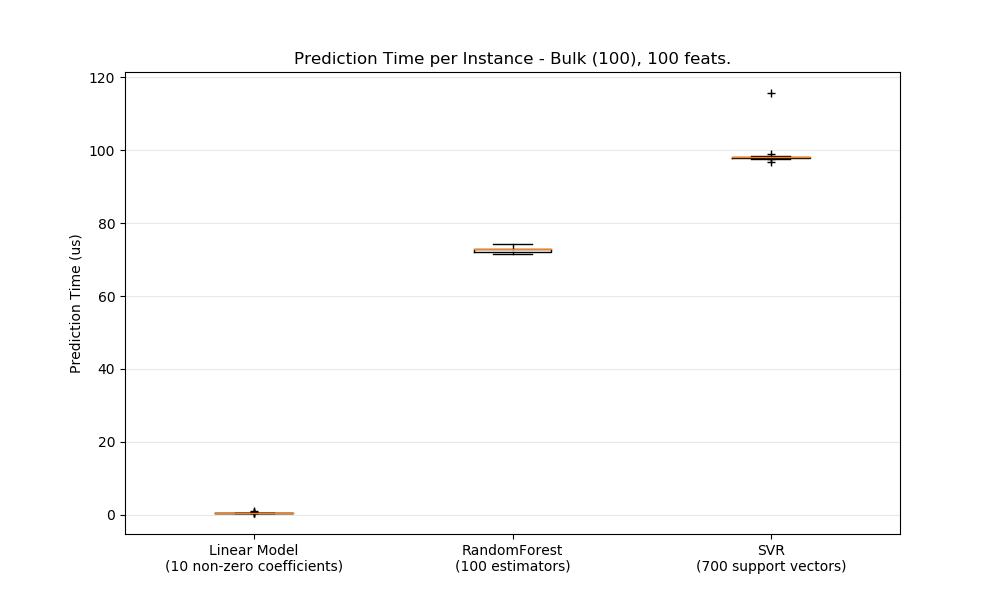 Prediction Time per Instance - Bulk (100), 100 feats.
120
100
80
60
40
20
0
Prediction Time (us)
Linear Model
(10 non-zero coefficients)
RandomForest
(100 estimators)
SVR
(700 support vectors)